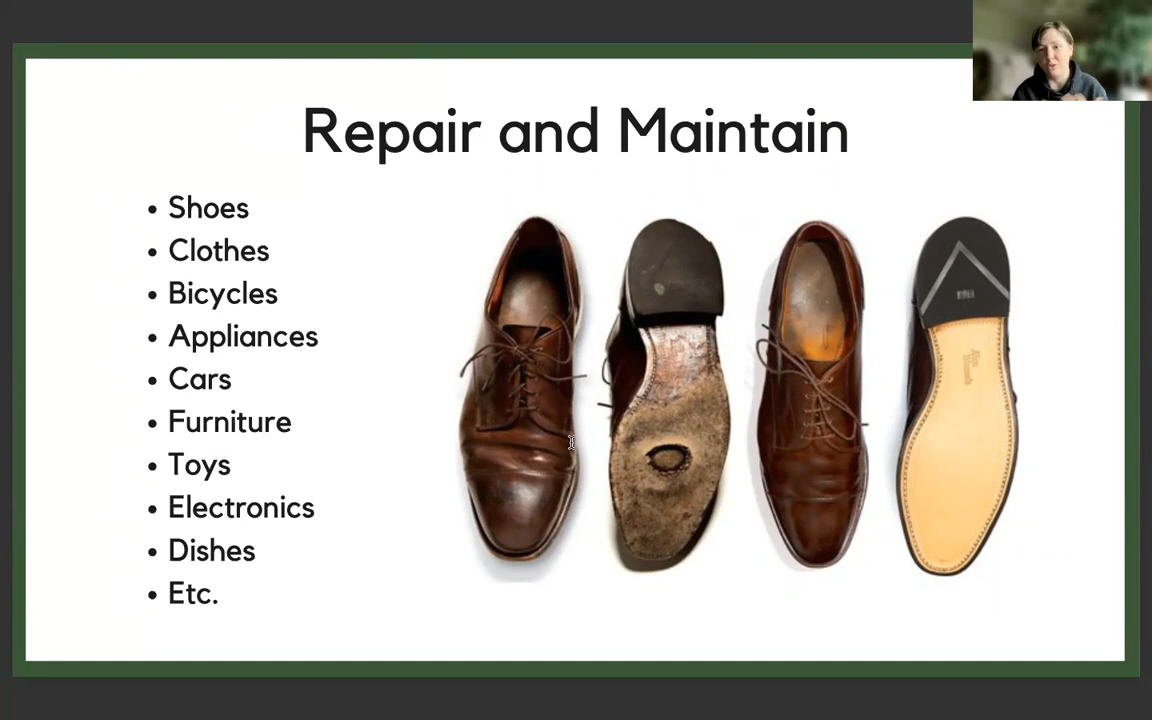 Repair and Maintain
• Shoes
• Clothes
• Bicycles
• Appliances
• Cars
• Furniture
• Toys
• Electronics
• Dishes
• Etc.